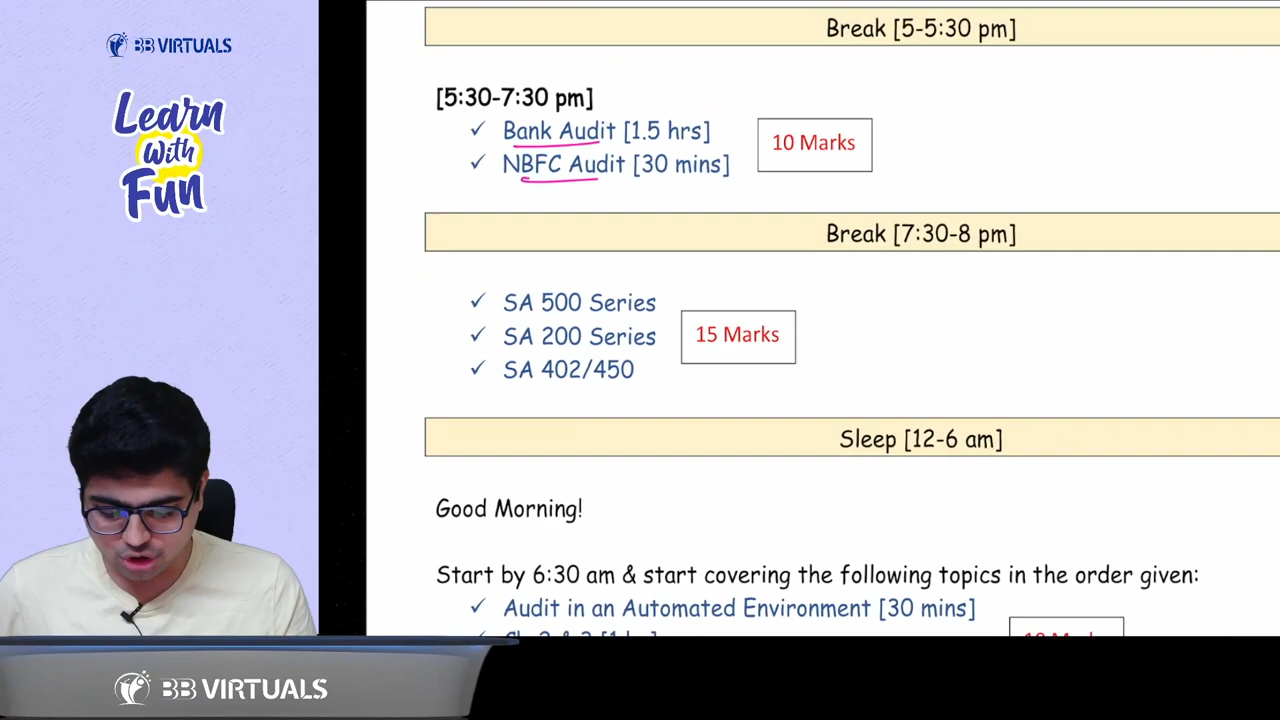 BB VIRTUALS
Learn
With
Fun
Break [5-5:30 pm]
[5:30-7:30 pm]
✓ Bank Audit [1.5 hrs]
✓ NBFC Audit [30 mins]
10 Marks
Break [7:30-8 pm]
✓ SA 500 Series
✓ SA 200 Series
✓ SA 402/450
15 Marks
Sleep [12-6 am]
Good Morning!
Start by 6:30 am & start covering the following topics in the order given:
✓ Audit in an Automated Environment [30 mins]
BB VIRTUALS